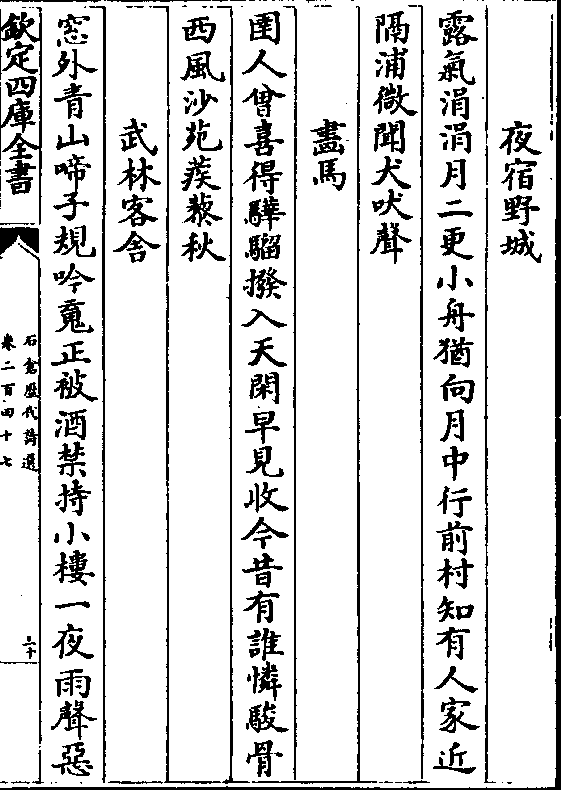 夜宿野城
露氣涓涓月二更小舟猶向月中行前村知有人家近
隔浦微聞犬吠聲
畫馬
圉人曾喜得驊騮撥入天閑早見收今昔有誰憐駿骨
西風沙苑蒺藜秋
武林客舍
窓外青山啼子規吟䰟正被酒禁持小樓一夜雨聲惡
欽定四庫全書
石倉歷代詩選
卷二百四十七
二十